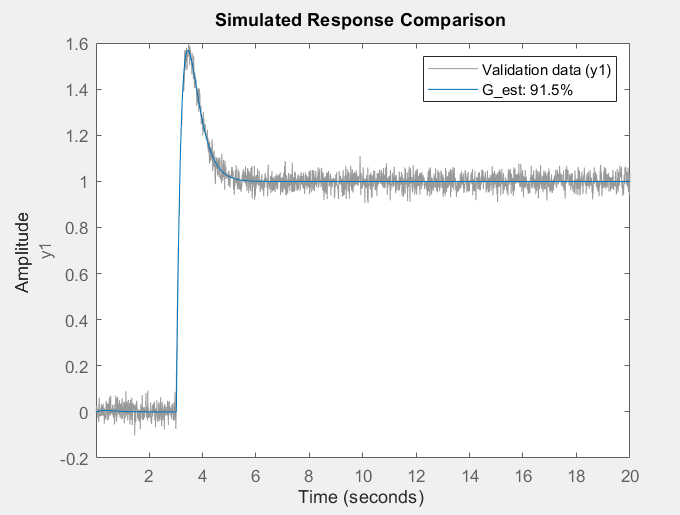 Simulated Response Comparison
Validation data (y1)
G_est: 91.5%
Amplitude
y1
1.6
1.4
1.2
1
0.8
0.6
0.4
0.2
0
-0.2
2 4 6 8 10 12 14 16 18 20
Time (seconds)